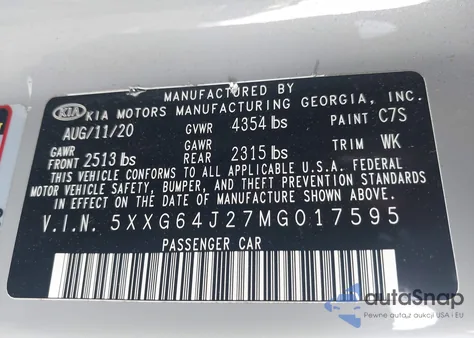 MANUFACTURED BY
KIA KIA MOTORS MANUFACTURING GEORGIA, INC.
AUG/11/20 GVWR 4354 lbs PAINT C7S
GAWR FRONT 2513 lbs GAWR REAR 2315 lbs TRIM WK
THIS VEHICLE CONFORMS TO ALL APPLICABLE U.S.A. FEDERAL
MOTOR VEHICLE SAFETY, BUMPER, AND THEFT PREVENTION STANDARDS
IN EFFECT ON THE DATE OF MANUFACTURE SHOWN ABOVE.
V.I.N. 5XXG64J27MG017595
PASSENGER CAR
autoSnap
Pewne auta z aukcji USA i EU